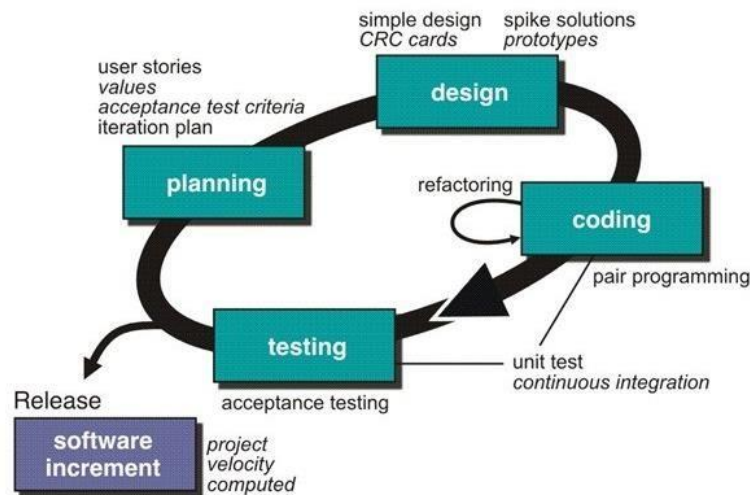 simple design
CRC cards
spike solutions
prototypes
user stories
values
acceptance test criteria
iteration plan
design
planning
refactoring
coding
pair programming
testing
unit test
continuous integration
acceptance testing
Release
software
increment
project
velocity
computed